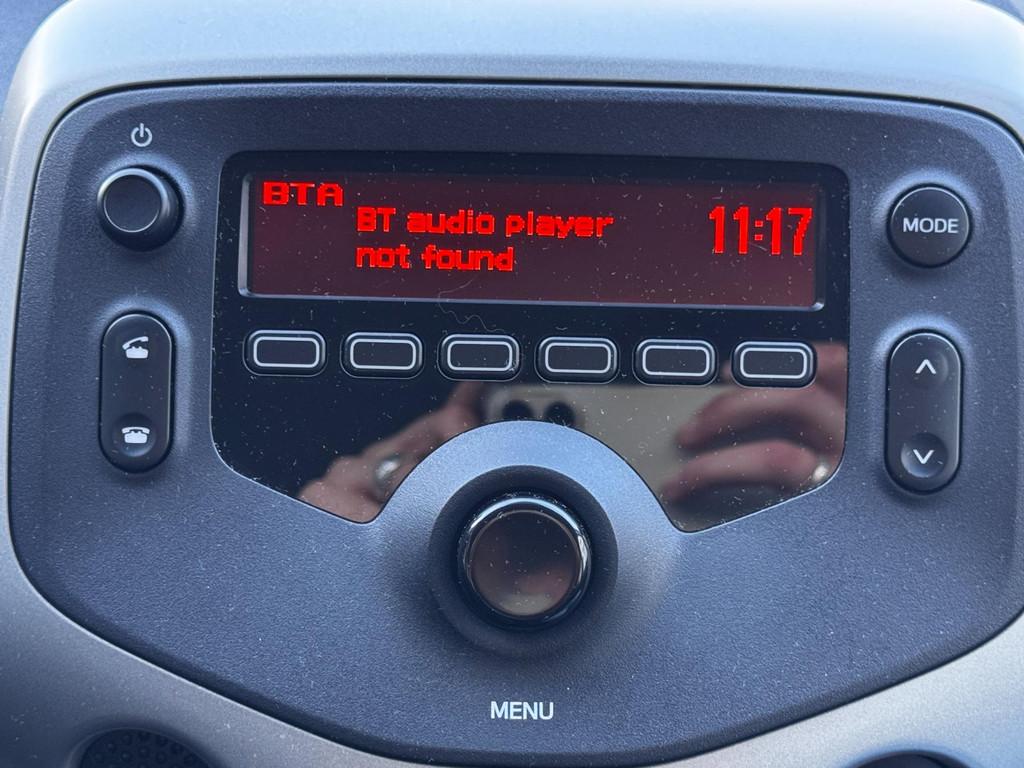 BTA
BT audio player
not found
11:17
MODE
MENU